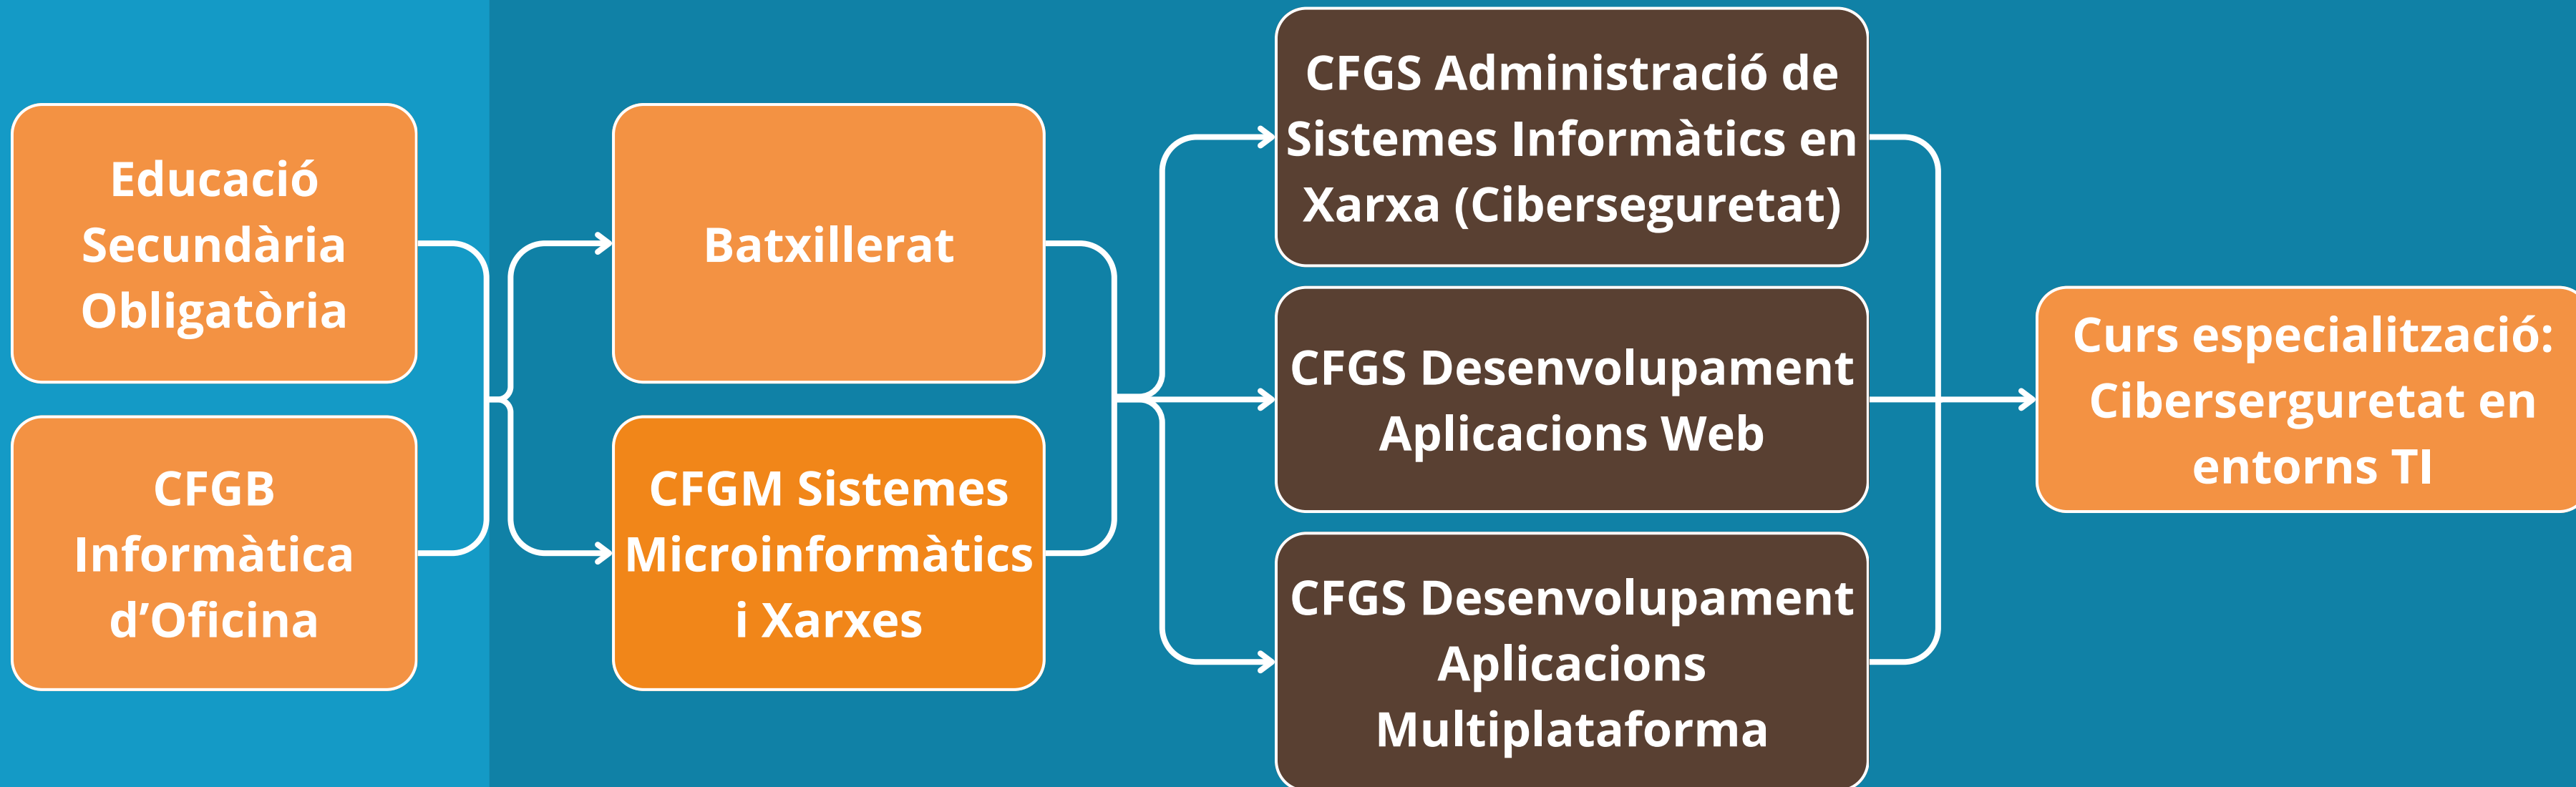 Educació
Secundària
Obligatòria
CFGB
Informàtica
d’Oficina
Batxillerat
CFGM Sistemes
Microinformàtics
i Xarxes
CFGS Administració de
Sistemes Informàtics en
Xarxa (Ciberseguretat)
CFGS Desenvolupament
Aplicacions Web
CFGS Desenvolupament
Aplicacions
Multiplataforma
Curs especialització:
Ciberserguretat en
entorns TI